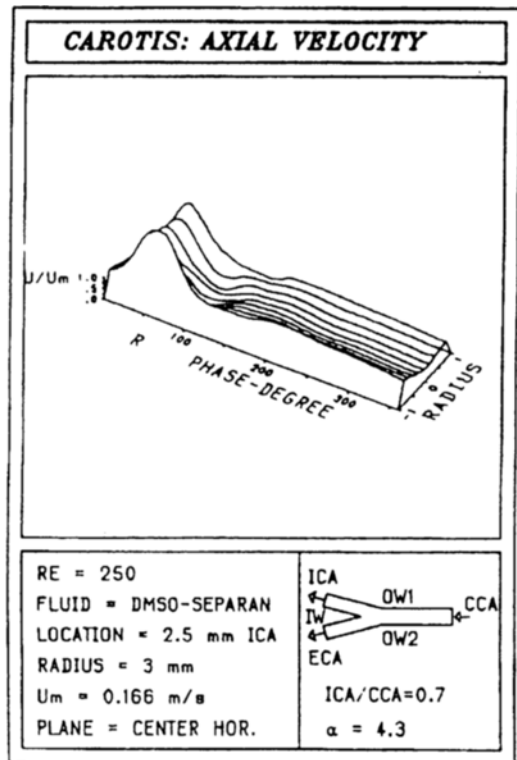 CAROTIS: AXIAL VELOCITY
U/Um 1.0
.5
.0
R
100
200
300
PHASE-DEGREE
-1
0
1
RADIUS
RE = 250
FLUID = DMSO-SEPARAN
LOCATION = 2.5 mm ICA
RADIUS = 3 mm
Um = 0.166 m/s
PLANE = CENTER HOR.
ICA
OW1
CCA
IW
OW2
ECA
ICA/CCA=0.7
α = 4.3